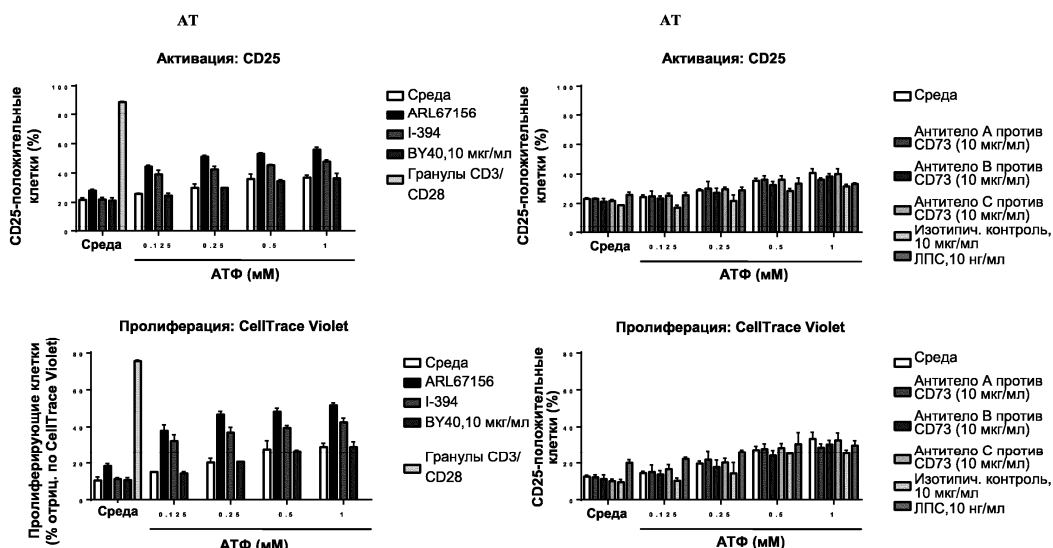 АТ
Активация: CD25
CD25-положительные
клетки (%)
100
80
60
40
20
0
Среда
0.125
0.25
0.5
1
АТФ (мМ)
Среда
ARL67156
I-394
BY40,10 мкг/мл
Гранулы CD3/
CD28
АТ
Активация: CD25
CD25-положительные
клетки (%)
100
80
60
40
20
0
Среда
0.125
0.25
0.5
1
АТФ (мМ)
Среда
Антитело А против
CD73 (10 мкг/мл)
Антитело В против
CD73 (10 мкг/мл)
Антитело С против
CD73 (10 мкг/мл)
Изотипич. контроль,
10 мкг/мл
ЛПС,10 нг/мл
Пролиферация: CellTrace Violet
Пролиферирующие клетки
(% отриц. по CellTrace Violet)
80
60
40
20
0
Среда
0.125
0.25
0.5
1
АТФ (мМ)
Среда
ARL67156
I-394
BY40,10 мкг/мл
Гранулы CD3/
CD28
Пролиферация: CellTrace Violet
CD25-положительные
клетки (%)
80
60
40
20
0
Среда
0.125
0.25
0.5
1
АТФ (мМ)
Среда
Антитело А против
CD73 (10 мкг/мл)
Антитело В против
CD73 (10 мкг/мл)
Антитело С против
CD73 (10 мкг/мл)
Изотипич. контроль,
10 мкг/мл
ЛПС,10 нг/мл